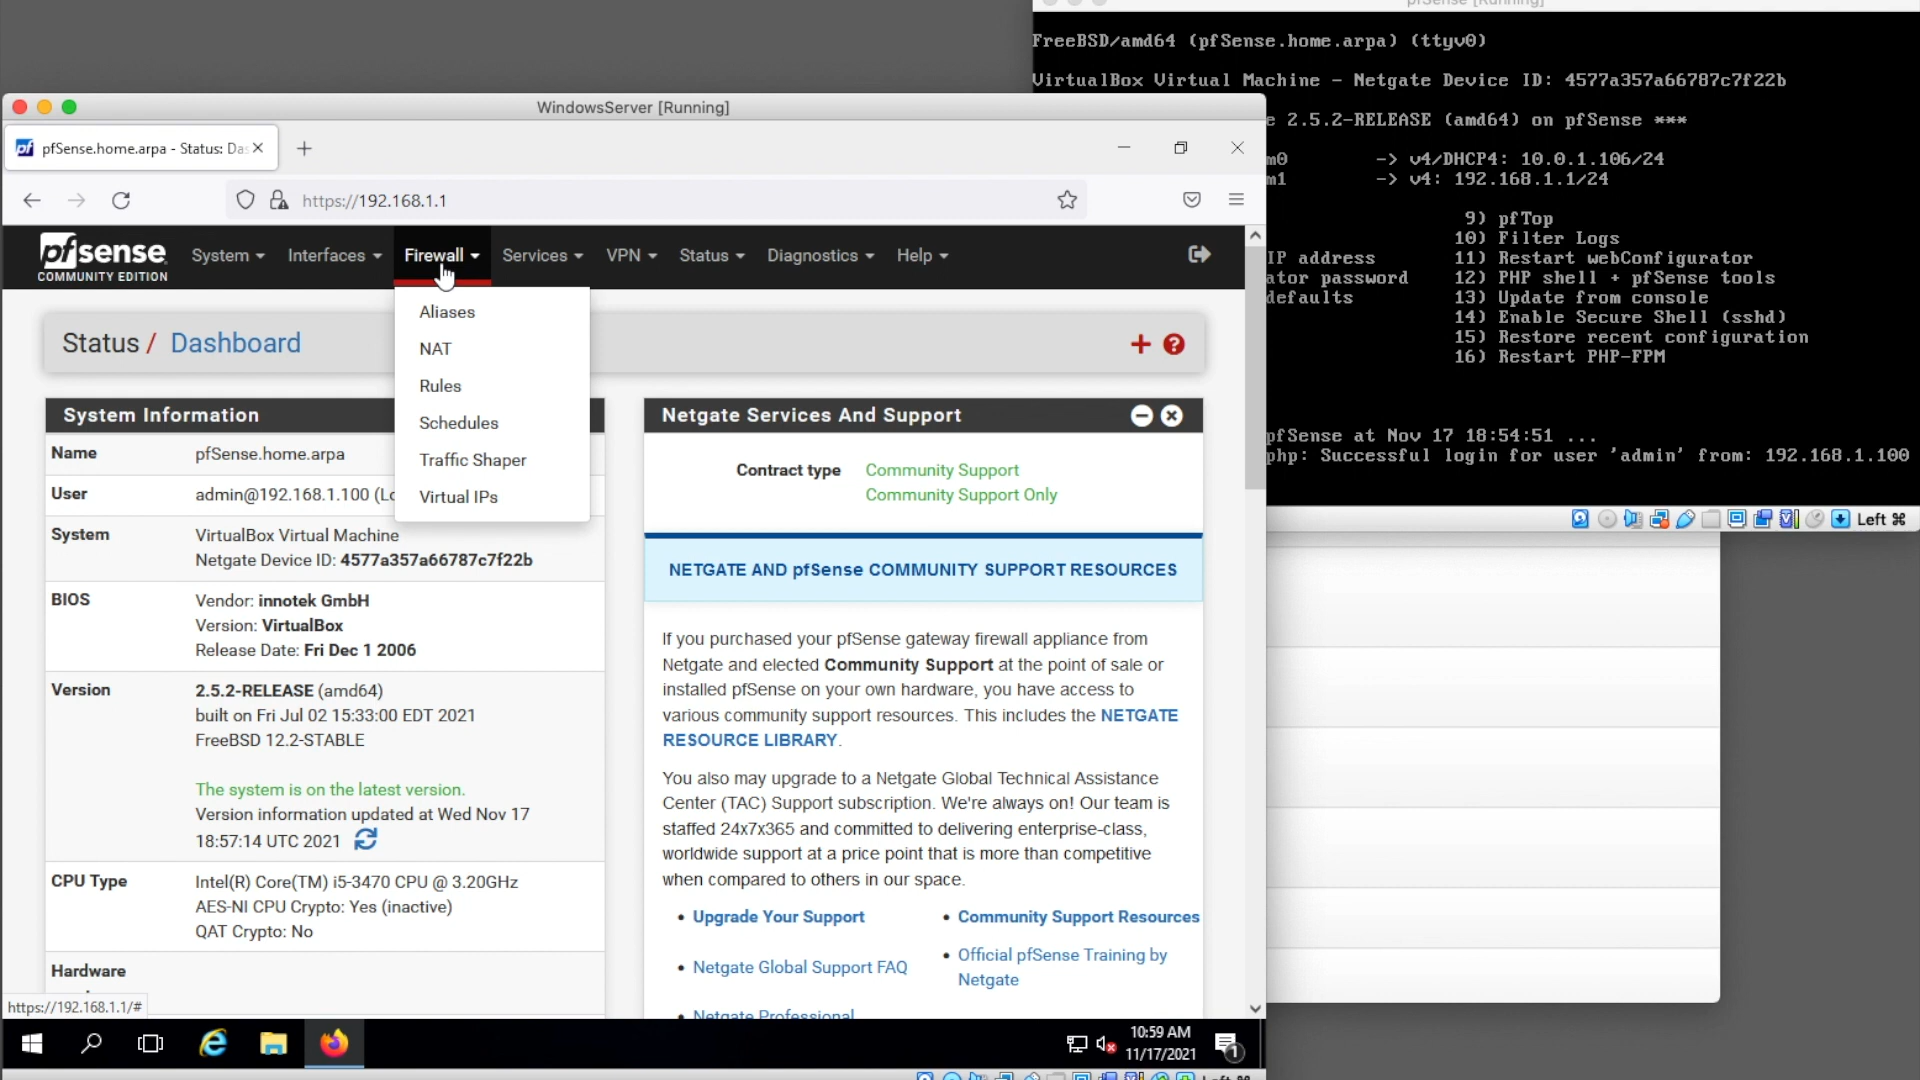 pfSense [Running]
FreeBSD/amd64 (pfSense.home.arpa) (ttyv0)
VirtualBox Virtual Machine - Netgate Device ID: 4577a357a66787c7f22b
e 2.5.2-RELEASE (amd64) on pfSense ***
m0 -> v4/DHCP4: 10.0.1.106/24
m1 -> v4: 192.168.1.1/24
9) pfTop
10) Filter Logs
IP address 11) Restart webConfigurator
ator password 12) PHP shell + pfSense tools
defaults 13) Update from console
14) Enable Secure Shell (sshd)
15) Restore recent configuration
16) Restart PHP-FPM
pfSense at Nov 17 18:54:51 ...
php: Successful login for user 'admin' from: 192.168.1.100
Left ⌘
WindowsServer [Running]
pfSense.home.arpa - Status: Das
https://192.168.1.1
pfsense
COMMUNITY EDITION
System Interfaces Firewall Services VPN Status Diagnostics Help
Aliases
NAT
Rules
Schedules
Traffic Shaper
Virtual IPs
Status / Dashboard
System Information
Name pfSense.home.arpa
User admin@192.168.1.100 (Lo
System VirtualBox Virtual Machine
Netgate Device ID: 4577a357a66787c7f22b
BIOS Vendor: innotek GmbH
Version: VirtualBox
Release Date: Fri Dec 1 2006
Version 2.5.2-RELEASE (amd64)
built on Fri Jul 02 15:33:00 EDT 2021
FreeBSD 12.2-STABLE
The system is on the latest version.
Version information updated at Wed Nov 17
18:57:14 UTC 2021
CPU Type Intel(R) Core(TM) i5-3470 CPU @ 3.20GHz
AES-NI CPU Crypto: Yes (inactive)
QAT Crypto: No
Hardware
Netgate Services And Support
Contract type Community Support
Community Support Only
NETGATE AND pfSense COMMUNITY SUPPORT RESOURCES
If you purchased your pfSense gateway firewall appliance from
Netgate and elected Community Support at the point of sale or
installed pfSense on your own hardware, you have access to
various community support resources. This includes the NETGATE
RESOURCE LIBRARY.
You also may upgrade to a Netgate Global Technical Assistance
Center (TAC) Support subscription. We're always on! Our team is
staffed 24x7x365 and committed to delivering enterprise-class,
worldwide support at a price point that is more than competitive
when compared to others in our space.
• Upgrade Your Support
• Community Support Resources
• Netgate Global Support FAQ
• Official pfSense Training by
Netgate
• Netgate Professional
https://192.168.1.1/#
10:59 AM
11/17/2021
1
Left ⌘